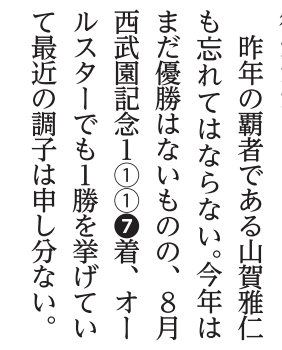 昨年の覇者である山賀雅仁
も忘れてはならない。今年は
まだ優勝はないものの、８月
西武園記念１①①❼着、オー
ルスターでも１勝を挙げてい
て最近の調子は申し分ない。